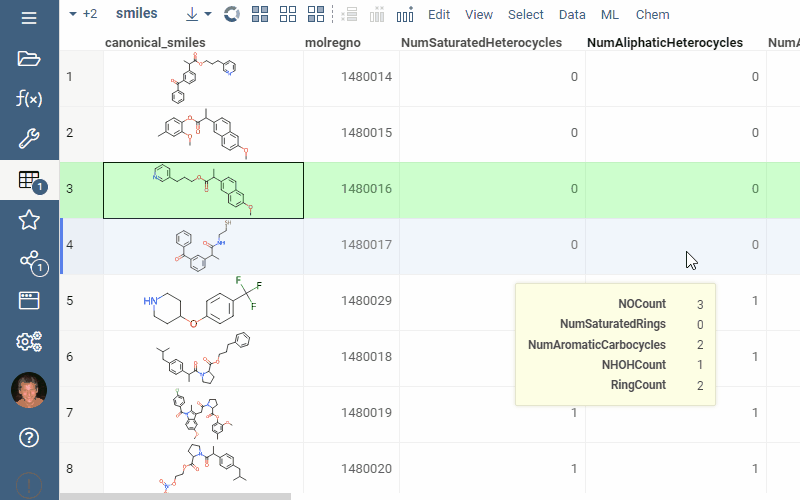 +2 smiles Edit View Select Data ML Chem
canonical_smiles molregno NumSaturatedHeterocycles NumAliphaticHeterocycles NumA
f(x)
1 1480014 0 0
2 1480015 0 0
3 1480016 0 0
1
4 1480017 0 0
1
5 HN O F F F 1480029 1
NOCount 3
NumSaturatedRings 0
NumAromaticCarbocycles 2
NHOHCount 1
RingCount 2
6 1480018 1
7 1480019 1 1
8 1480020 1 1